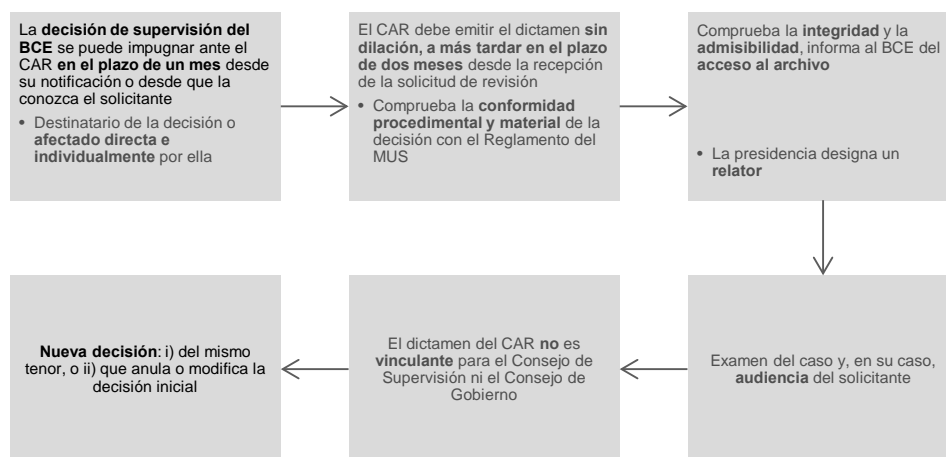 La decisión de supervisión del
BCE se puede impugnar ante el
CAR en el plazo de un mes desde
su notificación o desde que la
conozca el solicitante
• Destinatario de la decisión o
afectado directa e
individualmente por ella
El CAR debe emitir el dictamen sin
dilación, a más tardar en el plazo
de dos meses desde la recepción
de la solicitud de revisión
• Comprueba la conformidad
procedimental y material de la
decisión con el Reglamento del
MUS
Comprueba la integridad y la
admisibilidad, informa al BCE del
acceso al archivo
• La presidencia designa un
relator
Examen del caso y, en su caso,
audiencia del solicitante
El dictamen del CAR no es
vinculante para el Consejo de
Supervisión ni el Consejo de
Gobierno
Nueva decisión: i) del mismo
tenor, o ii) que anula o modifica la
decisión inicial